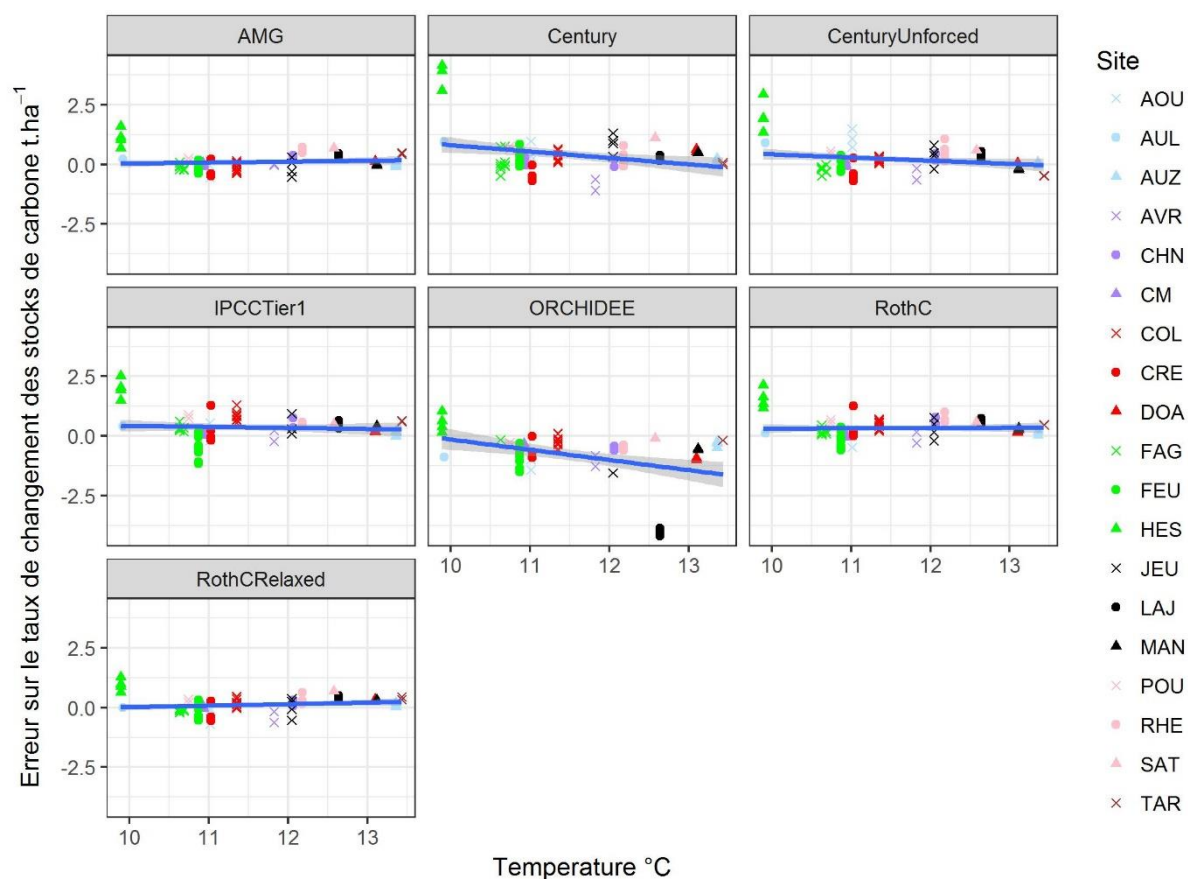 AMG
Century
CenturyUnforced
2.5
0.0
-2.5
IPCCTier1
ORCHIDEE
RothC
2.5
0.0
-2.5
10 11 12 13
10 11 12 13
RothCRelaxed
2.5
0.0
-2.5
10 11 12 13
Temperature °C
Erreur sur le taux de changement des stocks de carbone t.ha⁻¹
Site
AOU
AUL
AUZ
AVR
CHN
CM
COL
CRE
DOA
FAG
FEU
HES
JEU
LAJ
MAN
POU
RHE
SAT
TAR